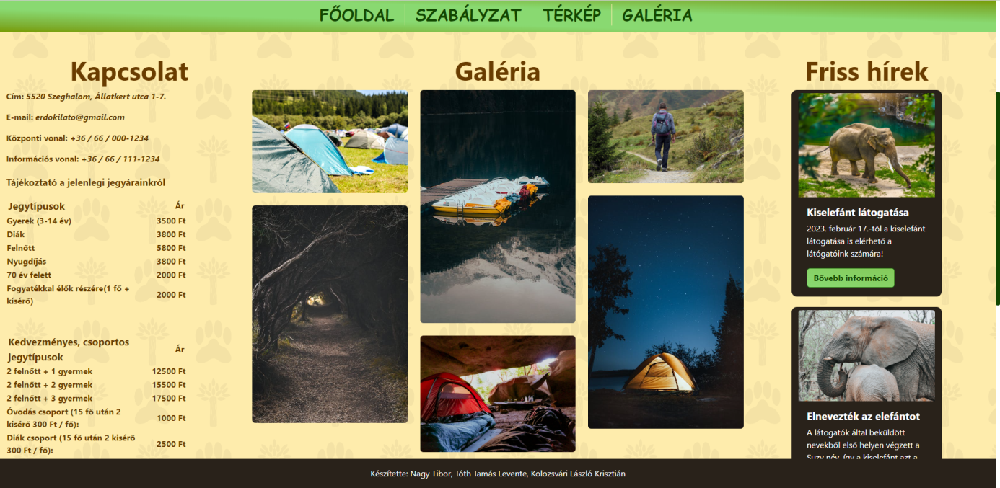 FŐOLDAL SZABÁLYZAT TÉRKÉP GALÉRIA
Kapcsolat
Cím: 5520 Szeghalom, Állatkert utca 1-7.
E-mail: erdokilato@gmail.com
Központi vonal: +36 / 66 / 000-1234
Információs vonal: +36 / 66 / 111-1234
Tájékoztató a jelenlegi jegyárainkról
Jegytípusok Ár
Gyerek (3-14 év) 3500 Ft
Diák 3800 Ft
Felnőtt 5800 Ft
Nyugdíjás 3800 Ft
70 év felett 2000 Ft
Fogyatékkal élők részére(1 fő +
kísérő) 2000 Ft
Kedvezményes, csoportos
jegytípusok Ár
2 felnőtt + 1 gyermek 12500 Ft
2 felnőtt + 2 gyermek 15500 Ft
2 felnőtt + 3 gyermek 17500 Ft
Óvodás csoport (15 fő után 2
kisérő 300 Ft / fő): 1000 Ft
Diák csoport (15 fő után 2 kisérő
300 Ft / fő): 2500 Ft
Galéria
Friss hírek
Kiselefánt látogatása
2023. február 17.-től a kiselefánt
látogatása is elérhető a
látogatóink számára!
Bővebb információ
Elnevezték az elefántot
A látogatók által beküldött
nevekből első helyen végzett a
Suzy név, így a kiselefánt azt a
Készítette: Nagy Tibor, Tóth Tamás Levente, Kolozsvári László Krisztián